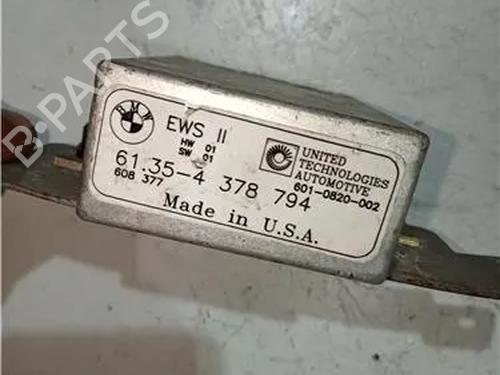 B-PARTS
BMW
EWS II
HW 01
SW 01
UNITED
TECHNOLOGIES
AUTOMOTIVE
601-0820-002
61.35-4 378 794
608 377
Made in U.S.A.